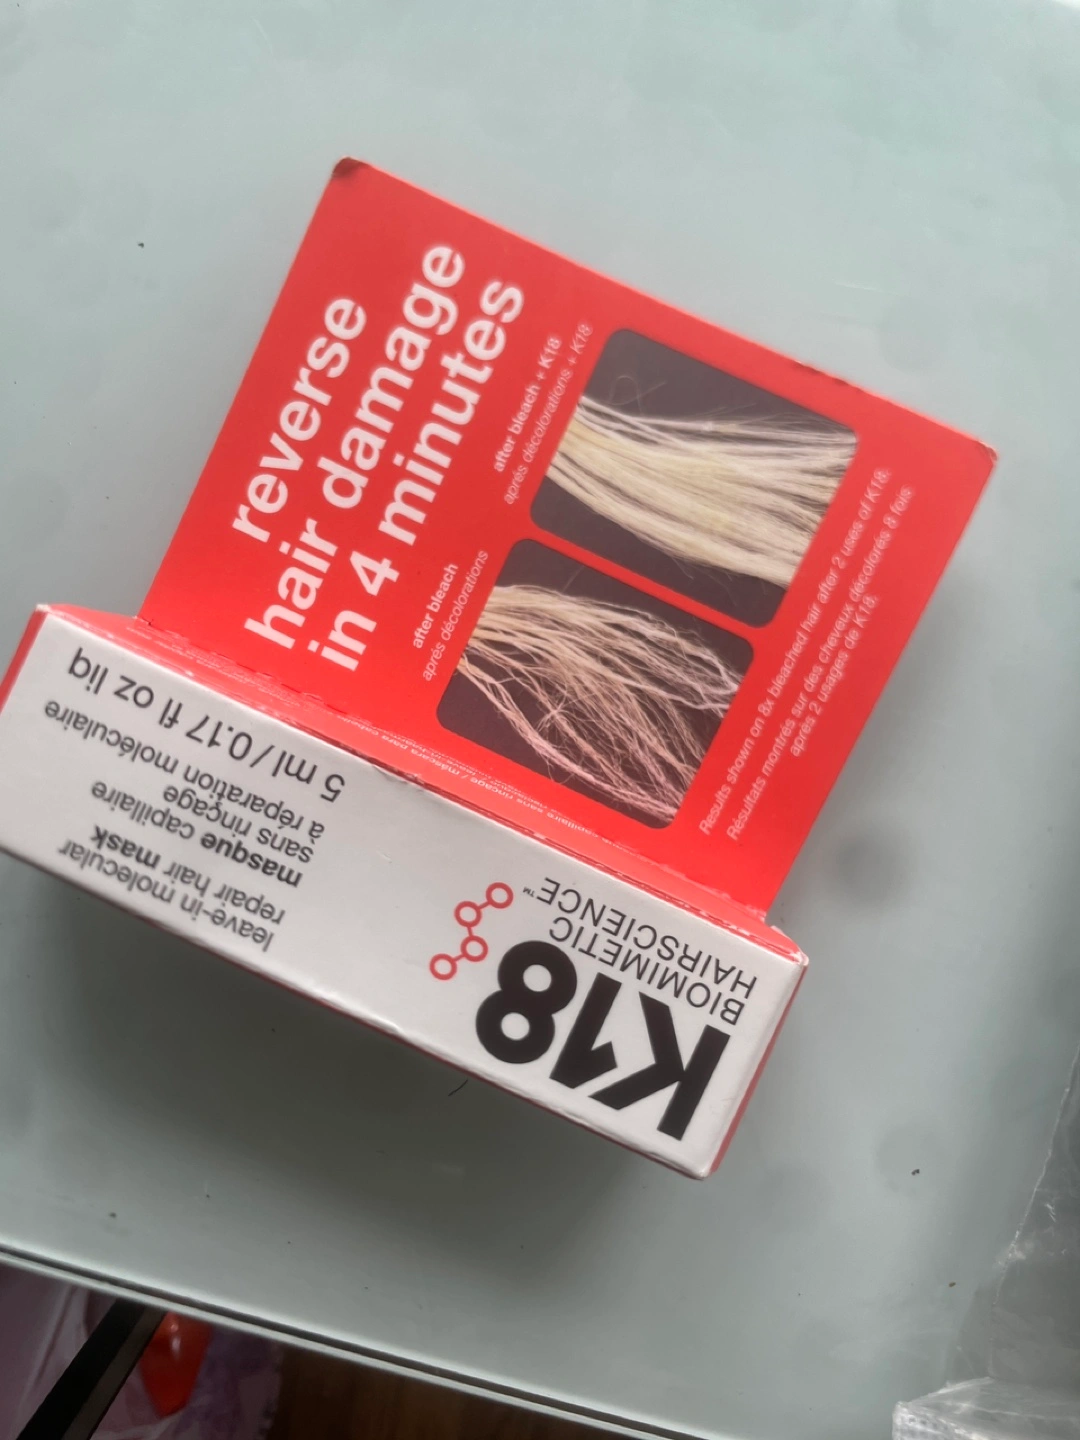 reverse
hair damage
in 4 minutes
after bleach
après décolorations
after bleach + K18
après décolorations + K18
Results shown on 8x bleached hair after 2 uses of K18.
Résultats montrés sur des cheveux décolorés 8 fois
après 2 usages de K18.
K18
BIOMIMETIC
HAIRSCIENCE™
leave-in molecular
repair hair mask
masque capillaire
sans rinçage
à réparation moléculaire
5 ml / 0.17 fl oz liq